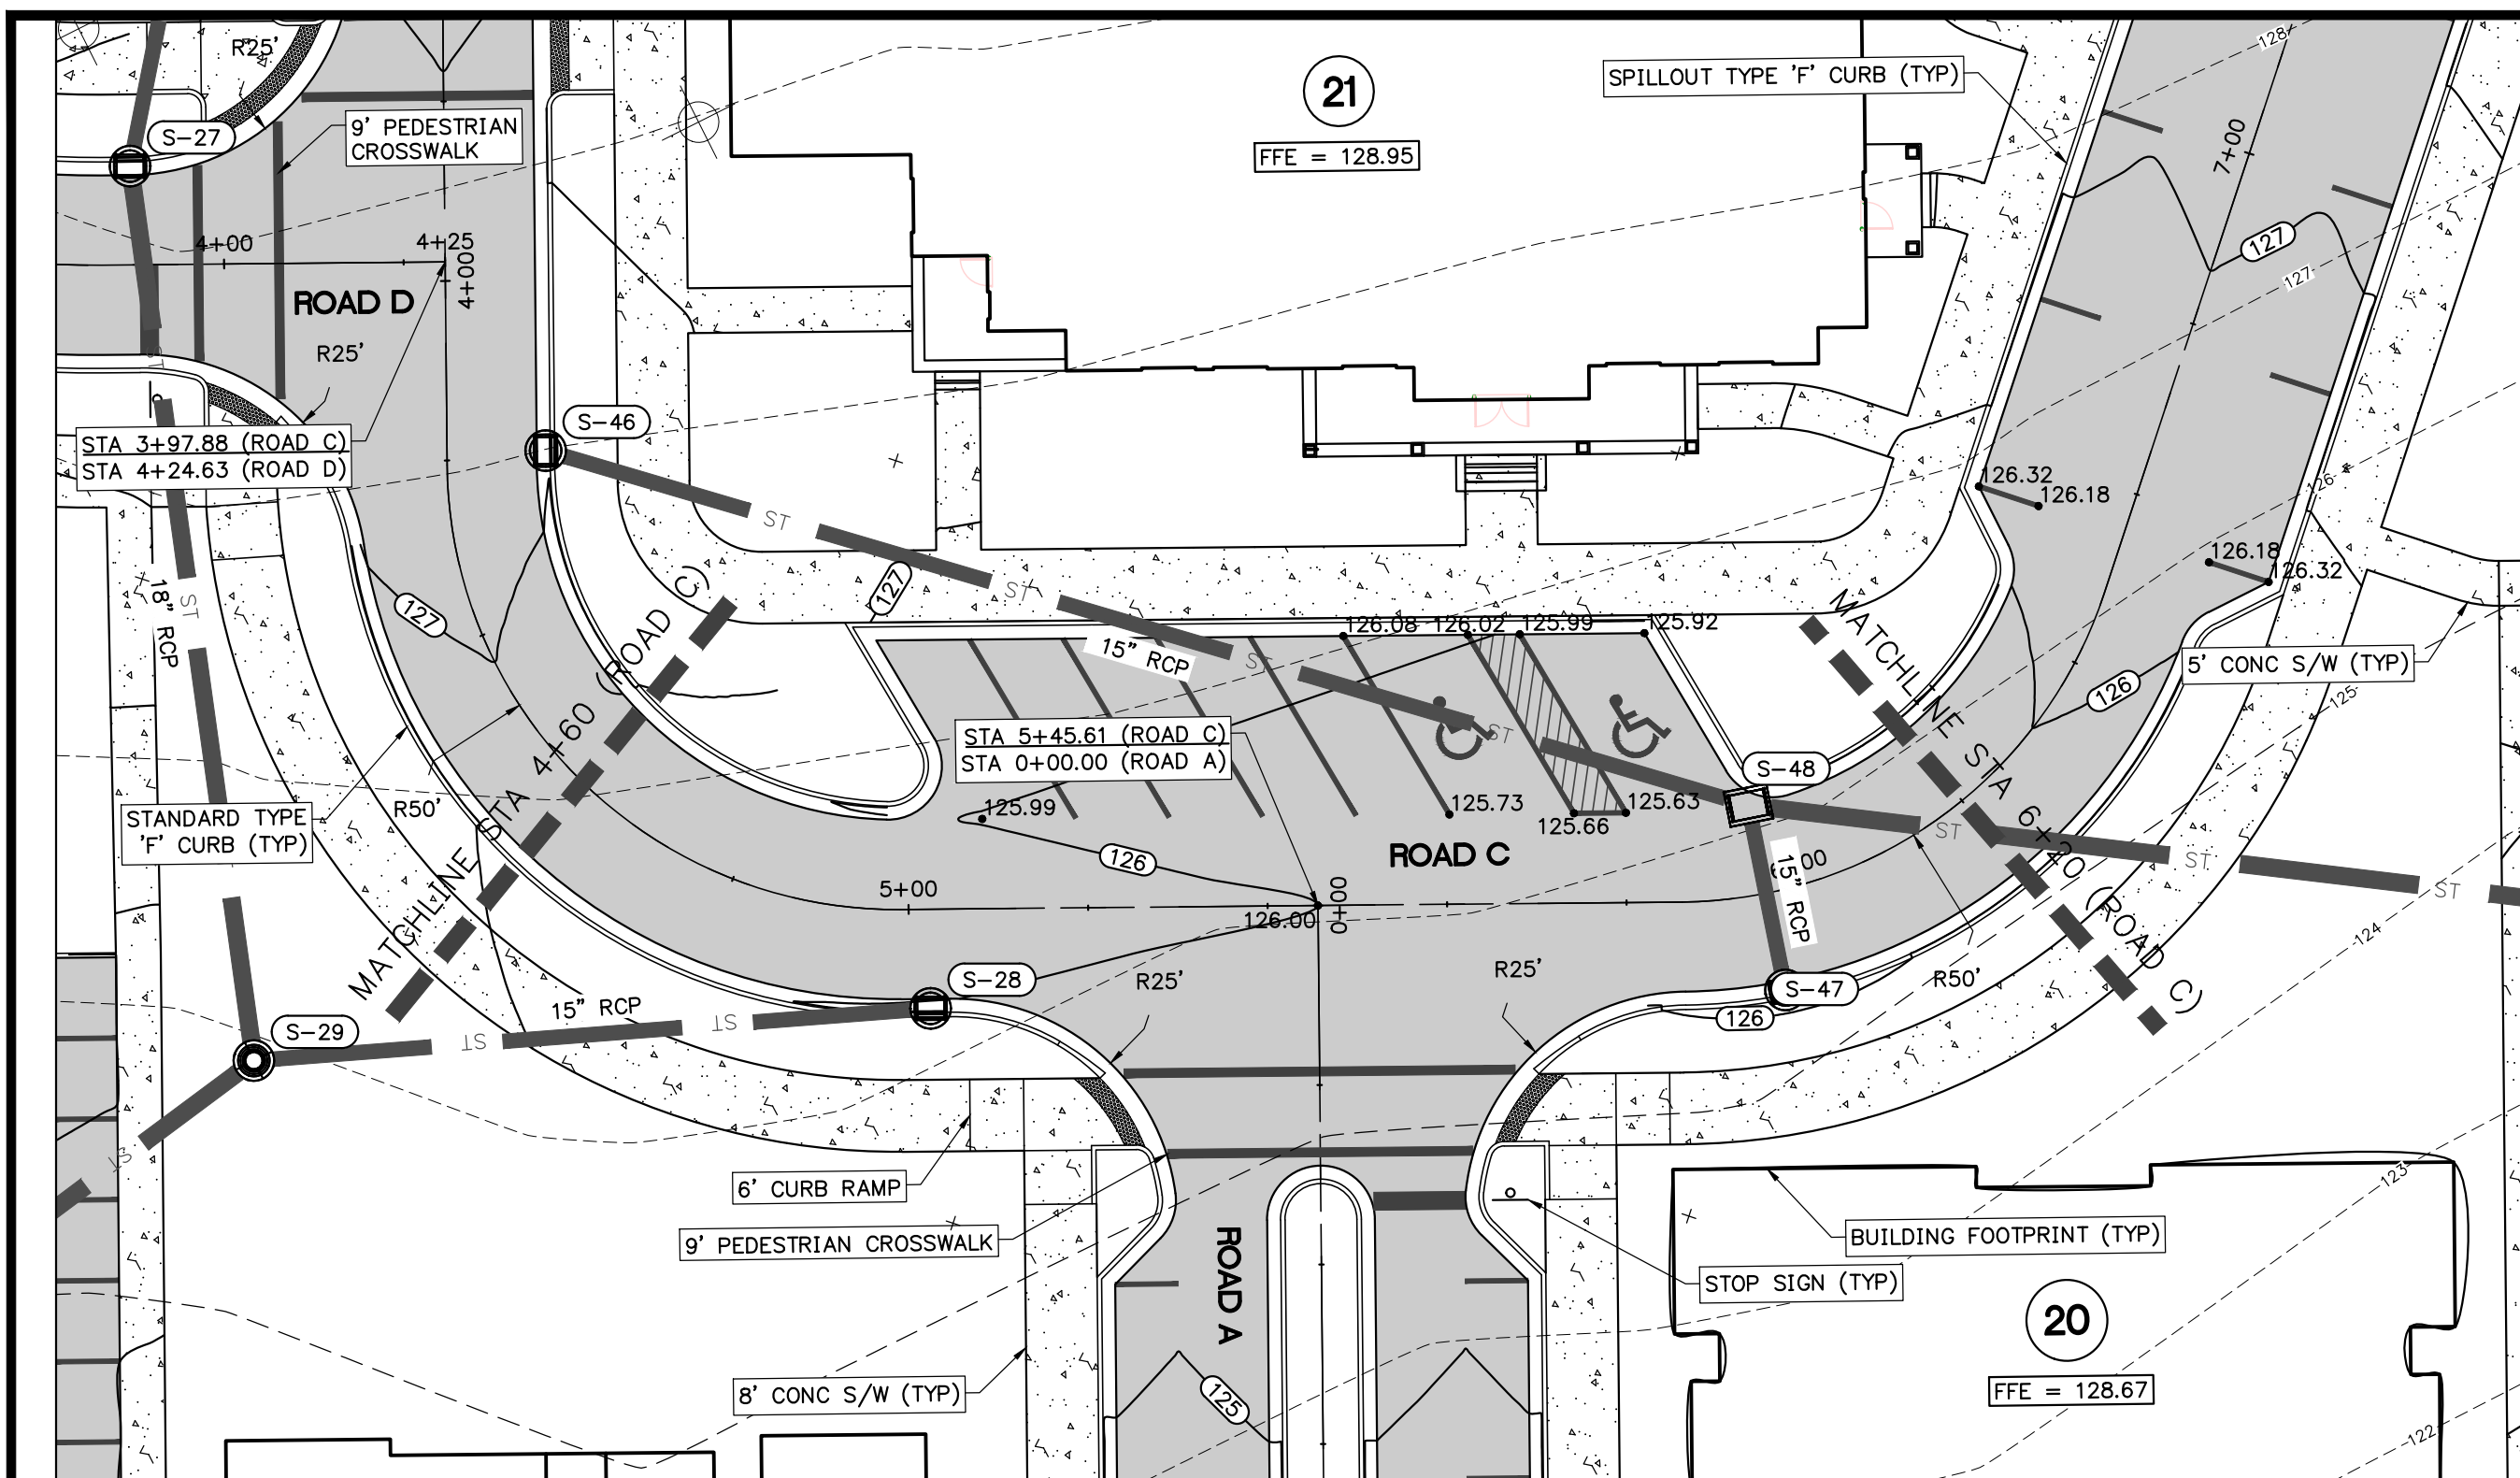 R25'
S-27
9' PEDESTRIAN
CROSSWALK
21
FFE = 128.95
SPILLOUT TYPE 'F' CURB (TYP)
128
7+00
127
127
4+00
4+25
4+00
ROAD D
R25'
S-46
STA 3+97.88 (ROAD C)
STA 4+24.63 (ROAD D)
ST
ST
126.32
126.18
126
126.18
126.32
18" RCP
ST
127
127
ST
126.08
126.02
125.99
125.92
15" RCP
ST
ST
MATCHLINE STA 4+60 (ROAD C)
MATCHLINE STA 6+20 (ROAD C)
5' CONC S/W (TYP)
126
125
STA 5+45.61 (ROAD C)
STA 0+00.00 (ROAD A)
S-48
STANDARD TYPE
'F' CURB (TYP)
R50'
125.99
125.73
125.66
125.63
126
ROAD C
ST
ST
ST
00
15" RCP
5+00
126.00
0+00
124
S-28
R25'
R25'
S-47
R50'
126
15" RCP
ST
ST
S-29
ST
6' CURB RAMP
9' PEDESTRIAN CROSSWALK
ROAD A
123
BUILDING FOOTPRINT (TYP)
STOP SIGN (TYP)
20
FFE = 128.67
8' CONC S/W (TYP)
125
122